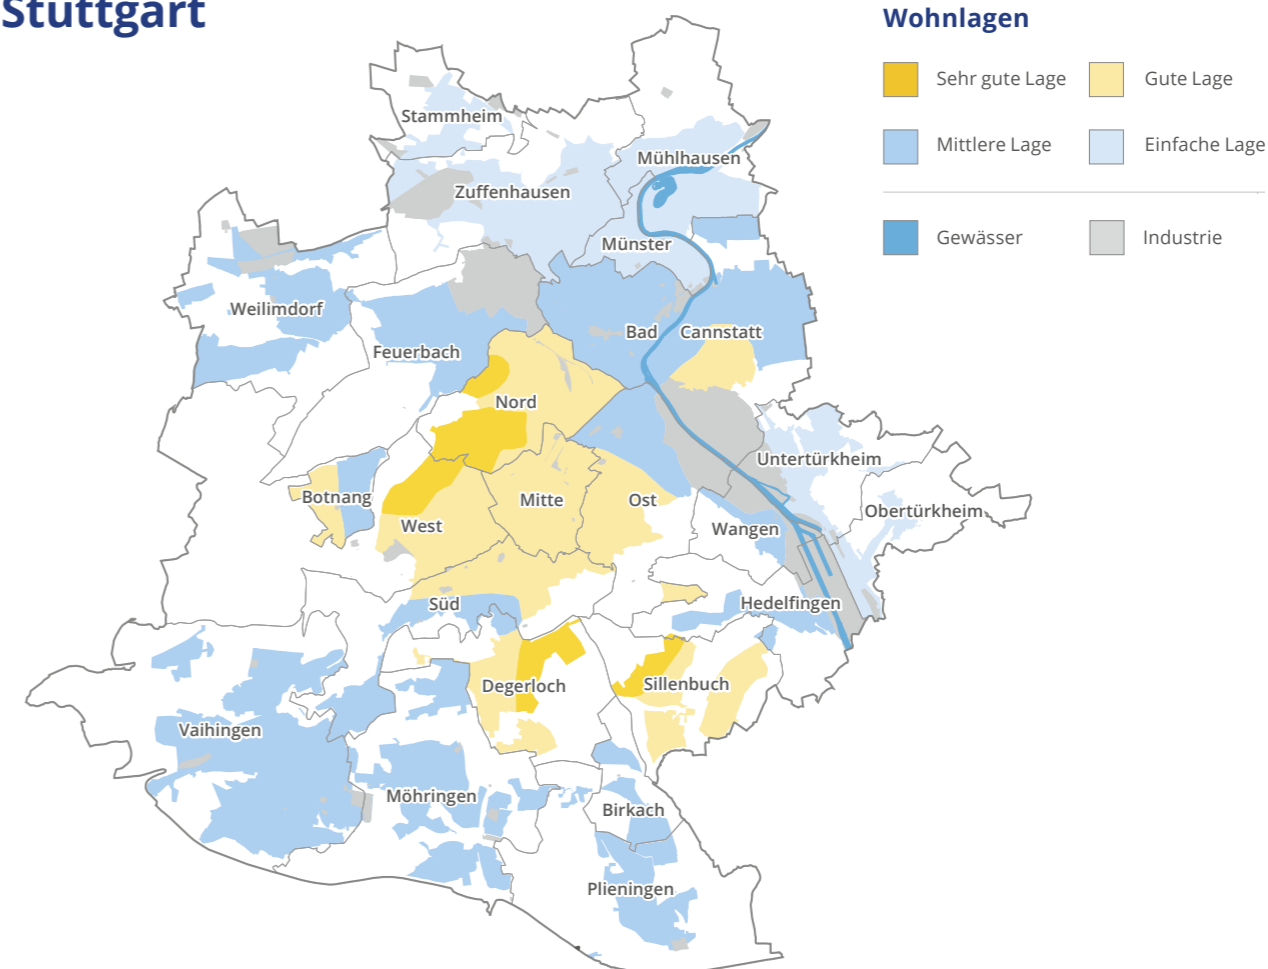 Stuttgart
Wohnlagen
Sehr gute Lage
Gute Lage
Mittlere Lage
Einfache Lage
Gewässer
Industrie
Stammheim
Mühlhausen
Zuffenhausen
Münster
Weilimdorf
Bad Cannstatt
Feuerbach
Nord
Untertürkheim
Botnang
Mitte
Ost
Obertürkheim
West
Wangen
Süd
Hedelfingen
Degerloch
Sillenbuch
Vaihingen
Möhringen
Birkach
Plieningen